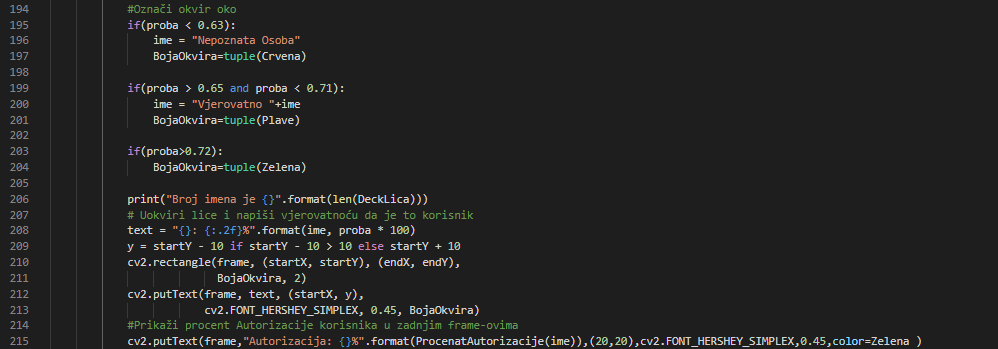 194 #Označi okvir oko
195 if(proba < 0.63):
196 ime = "Nepoznata Osoba"
197 BojaOkvira=tuple(Crvena)
198
199 if(proba > 0.65 and proba < 0.71):
200 ime = "Vjerovatno "+ime
201 BojaOkvira=tuple(Plave)
202
203 if(proba>0.72):
204 BojaOkvira=tuple(Zelena)
205
206 print("Broj imena je {}".format(len(DeckLica)))
207 # Uokviri lice i napiši vjerovatnoću da je to korisnik
208 text = "{}: {:.2f}%".format(ime, proba * 100)
209 y = startY - 10 if startY - 10 > 10 else startY + 10
210 cv2.rectangle(frame, (startX, startY), (endX, endY),
211 BojaOkvira, 2)
212 cv2.putText(frame, text, (startX, y),
213 cv2.FONT_HERSHEY_SIMPLEX, 0.45, BojaOkvira)
214 #Prikaži procent Autorizacije korisnika u zadnjim frame-ovima
215 cv2.putText(frame,"Autorizacija: {}%".format(ProcenatAutorizacije(ime)),(20,20),cv2.FONT_HERSHEY_SIMPLEX,0.45,color=Zelena )